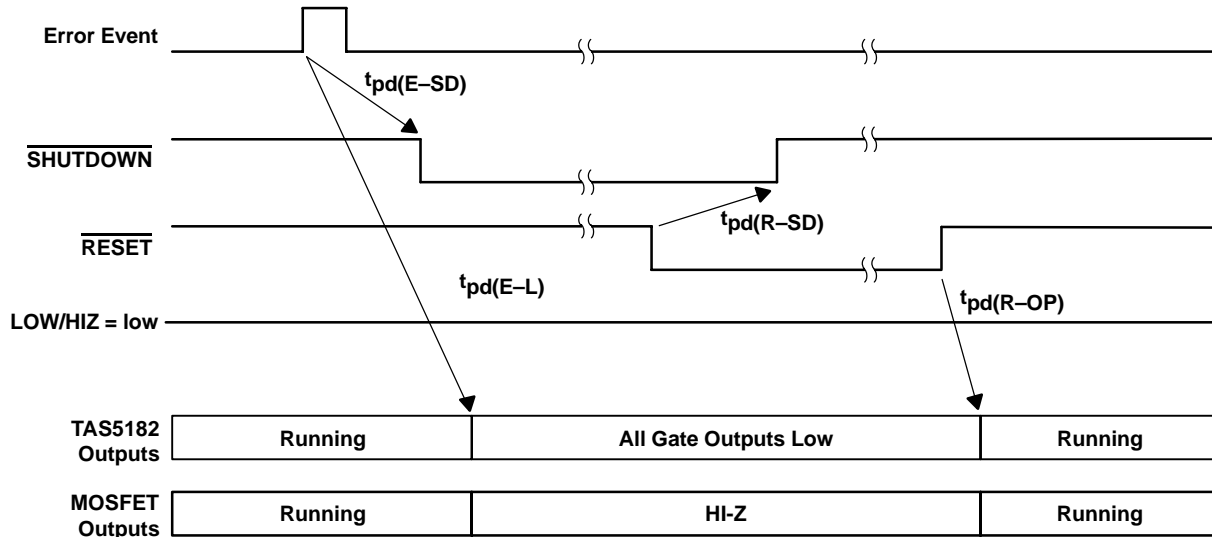 Error Event
tpd(E–SD)
SHUTDOWN
tpd(R–SD)
RESET
tpd(E–L)
tpd(R–OP)
LOW/HIZ = low
TAS5182
Outputs
Running
All Gate Outputs Low
Running
MOSFET
Outputs
Running
HI-Z
Running